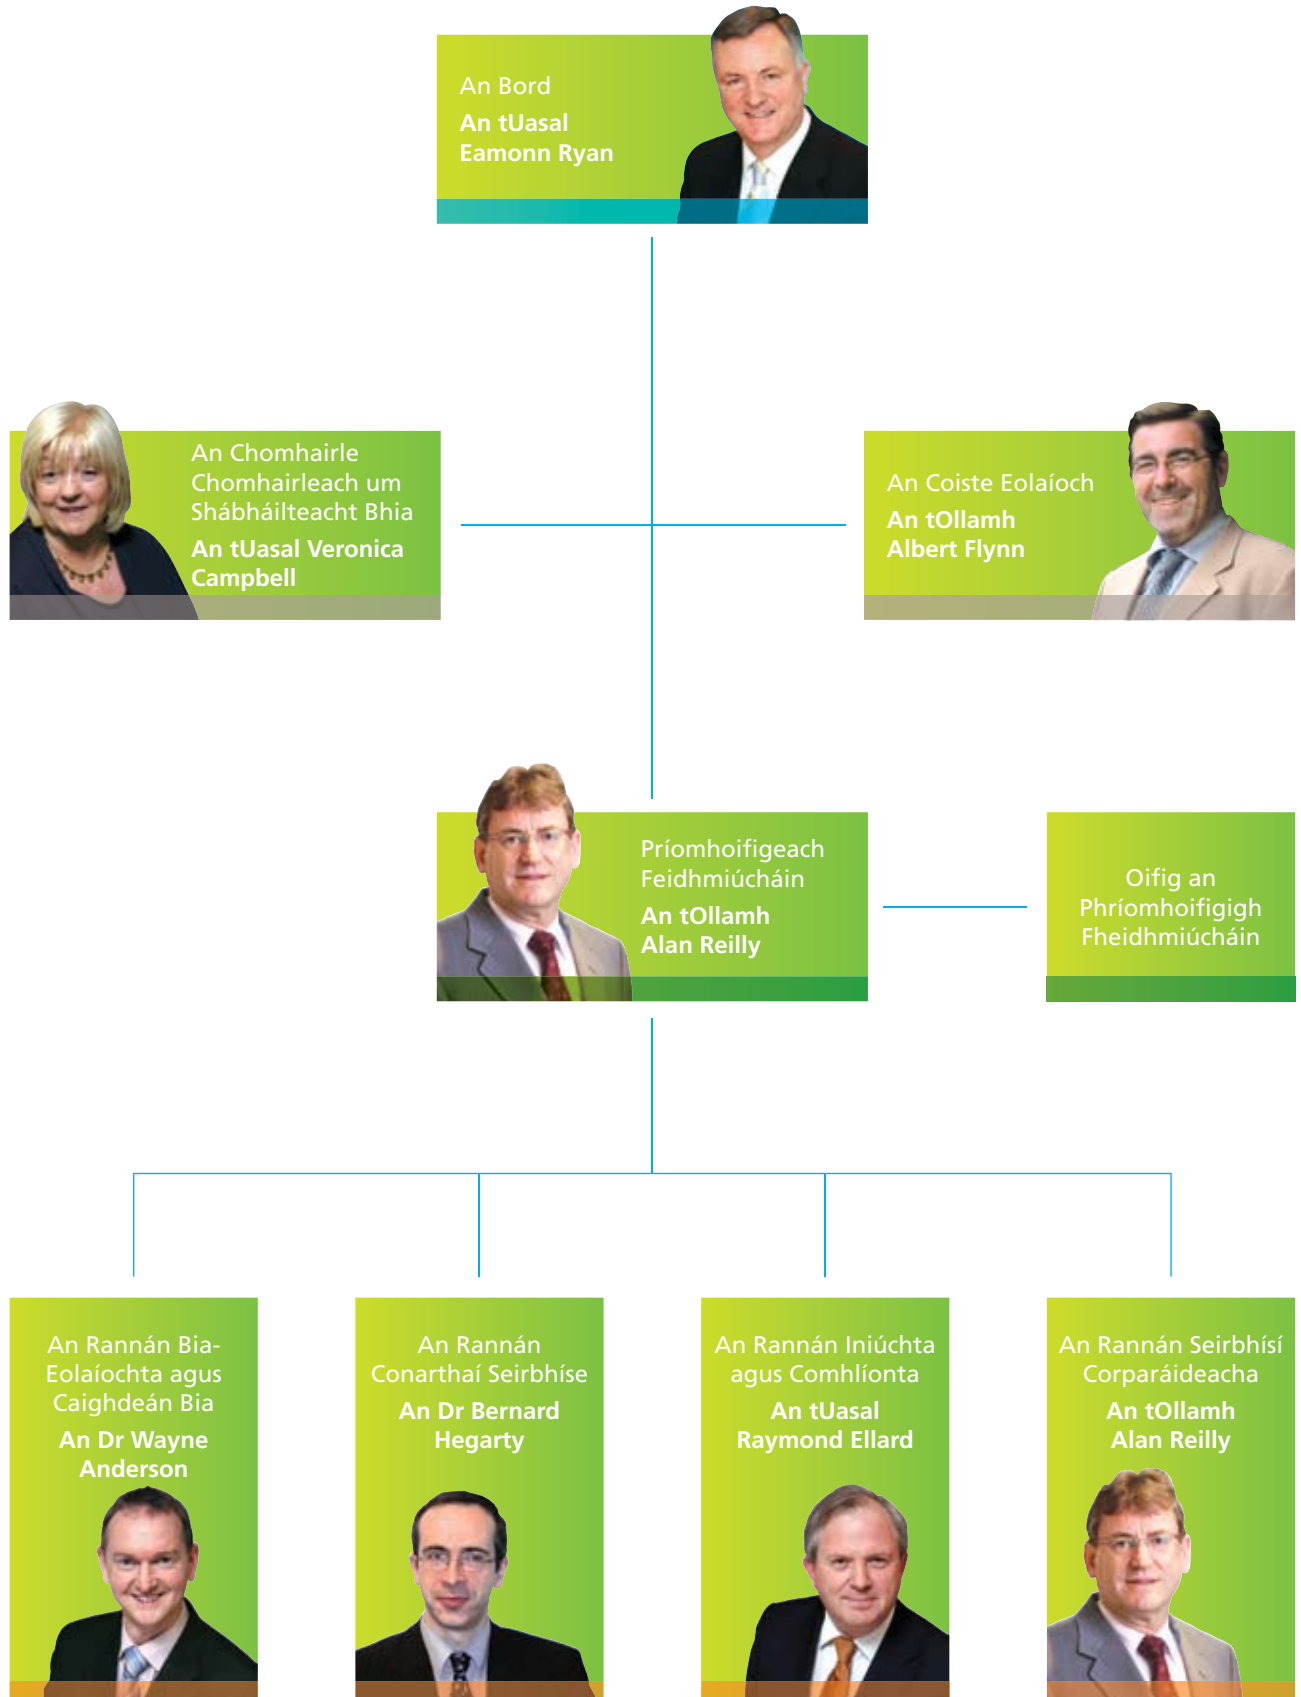 An Bord
An tUasal
Eamonn Ryan
An Chomhairle
Chomhairleach um
Shábháilteacht Bhia
An tUasal Veronica
Campbell
An Coiste Eolaíoch
An tOllamh
Albert Flynn
Príomhoifigeach
Feidhmiúcháin
An tOllamh
Alan Reilly
Oifig an
Phríomhoifigigh
Fheidhmiúcháin
An Rannán Bia-
Eolaíochta agus
Caighdeán Bia
An Dr Wayne
Anderson
An Rannán
Conarthaí Seirbhíse
An Dr Bernard
Hegarty
An Rannán Iniúchta
agus Comhlíonta
An tUasal
Raymond Ellard
An Rannán Seirbhísí
Corparáideacha
An tOllamh
Alan Reilly